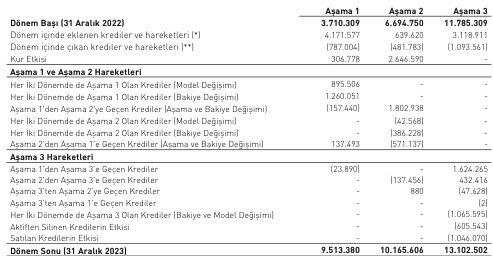 Aşama 1 Aşama 2 Aşama 3
Dönem Başı (31 Aralık 2022) 3.710.309 6.694.750 11.785.309
Dönem içinde eklenen krediler ve hareketleri (*) 4.171.577 639.620 3.118.911
Dönem içinde çıkan krediler ve hareketleri (**) (787.004) (481.783) (1.093.561)
Kur Etkisi 306.778 2.646.590 -
Aşama 1 ve Aşama 2 Hareketleri
Her İki Dönemde de Aşama 1 Olan Krediler (Model Değişimi) 895.506 - -
Her İki Dönemde de Aşama 1 Olan Krediler (Bakiye Değişimi) 1.260.051 - -
Aşama 1'den Aşama 2'ye Geçen Krediler (Aşama ve Bakiye Değişimi) (157.440) 1.802.938 -
Her İki Dönemde de Aşama 2 Olan Krediler (Model Değişimi) - (42.568) -
Her İki Dönemde de Aşama 2 Olan Krediler (Bakiye Değişimi) - (386.228) -
Aşama 2'den Aşama 1'e Geçen Krediler (Aşama ve Bakiye Değişimi) 137.493 (571.137) -
Aşama 3 Hareketleri
Aşama 1'den Aşama 3'e Geçen Krediler (23.890) - 1.624.265
Aşama 2'den Aşama 3'e Geçen Krediler - (137.456) 432.416
Aşama 3'ten Aşama 2'ye Geçen Krediler - 880 (47.628)
Aşama 3'ten Aşama 1'e Geçen Krediler - - (2)
Her İki Dönemde de Aşama 3 Olan Krediler (Bakiye ve Model Değişimi) - - (1.065.595)
Aktiften Silinen Kredilerin Etkisi - - (605.543)
Satılan Kredilerin Etkisi - - (1.046.070)
Dönem Sonu (31 Aralık 2023) 9.513.380 10.165.606 13.102.502